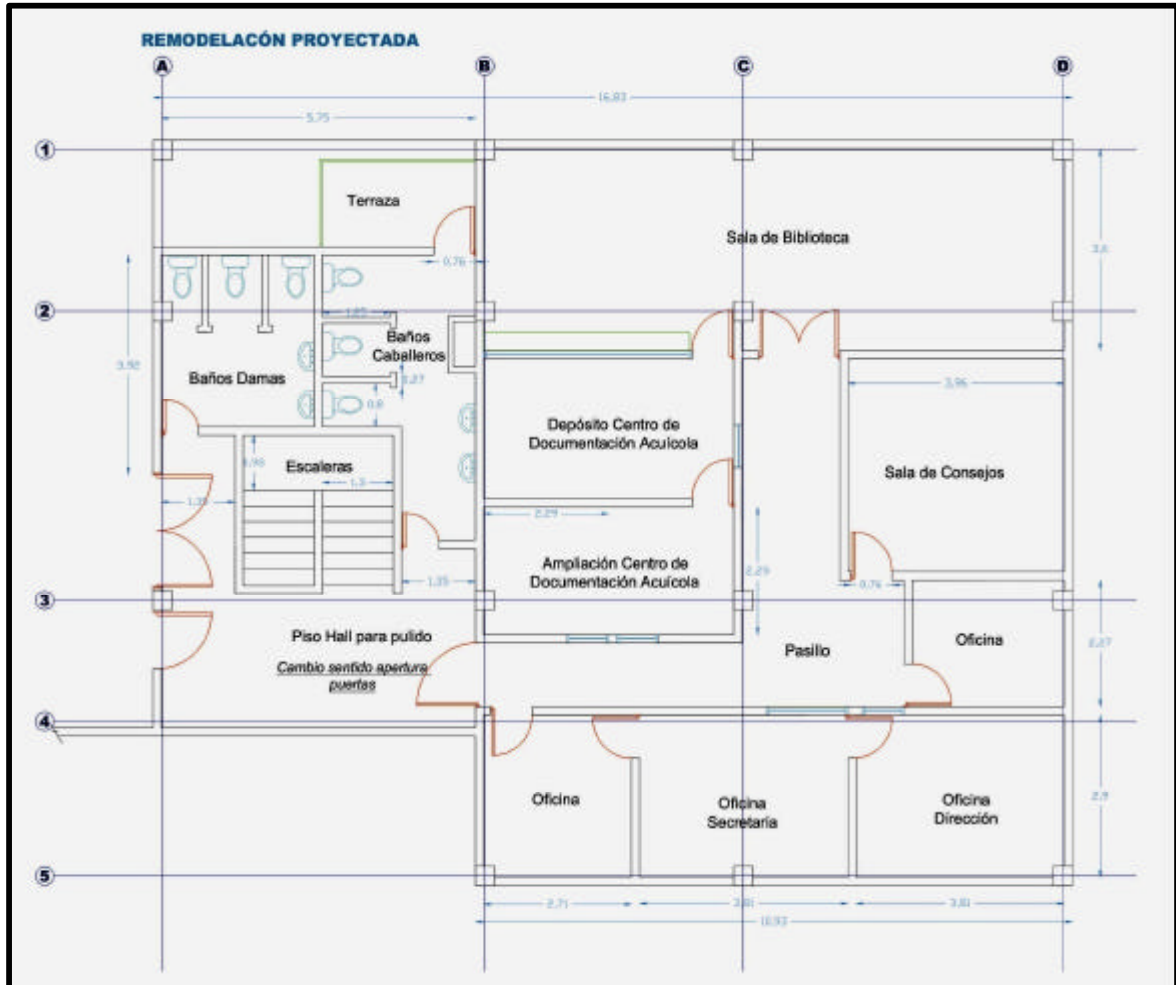 REMODELACÓN PROYECTADA
A
B
C
D
16.83
5.75
1
Terraza
Sala de Biblioteca
3.6
0.76
2
Baños
Caballeros
3.92
Baños Damas
0.8
3.96
Depósito Centro de
Documentación Acuícola
Sala de Consejos
Escaleras
1.3
2.29
Ampliación Centro de
Documentación Acuícola
2.29
1.35
0.76
3
Piso Hall para pulido
Cambio sentido apertura
puertas
Pasillo
Oficina
2.27
4
Oficina
Oficina
Secretaría
Oficina
Dirección
2.9
5
2.71
3.81
3.81
10.93